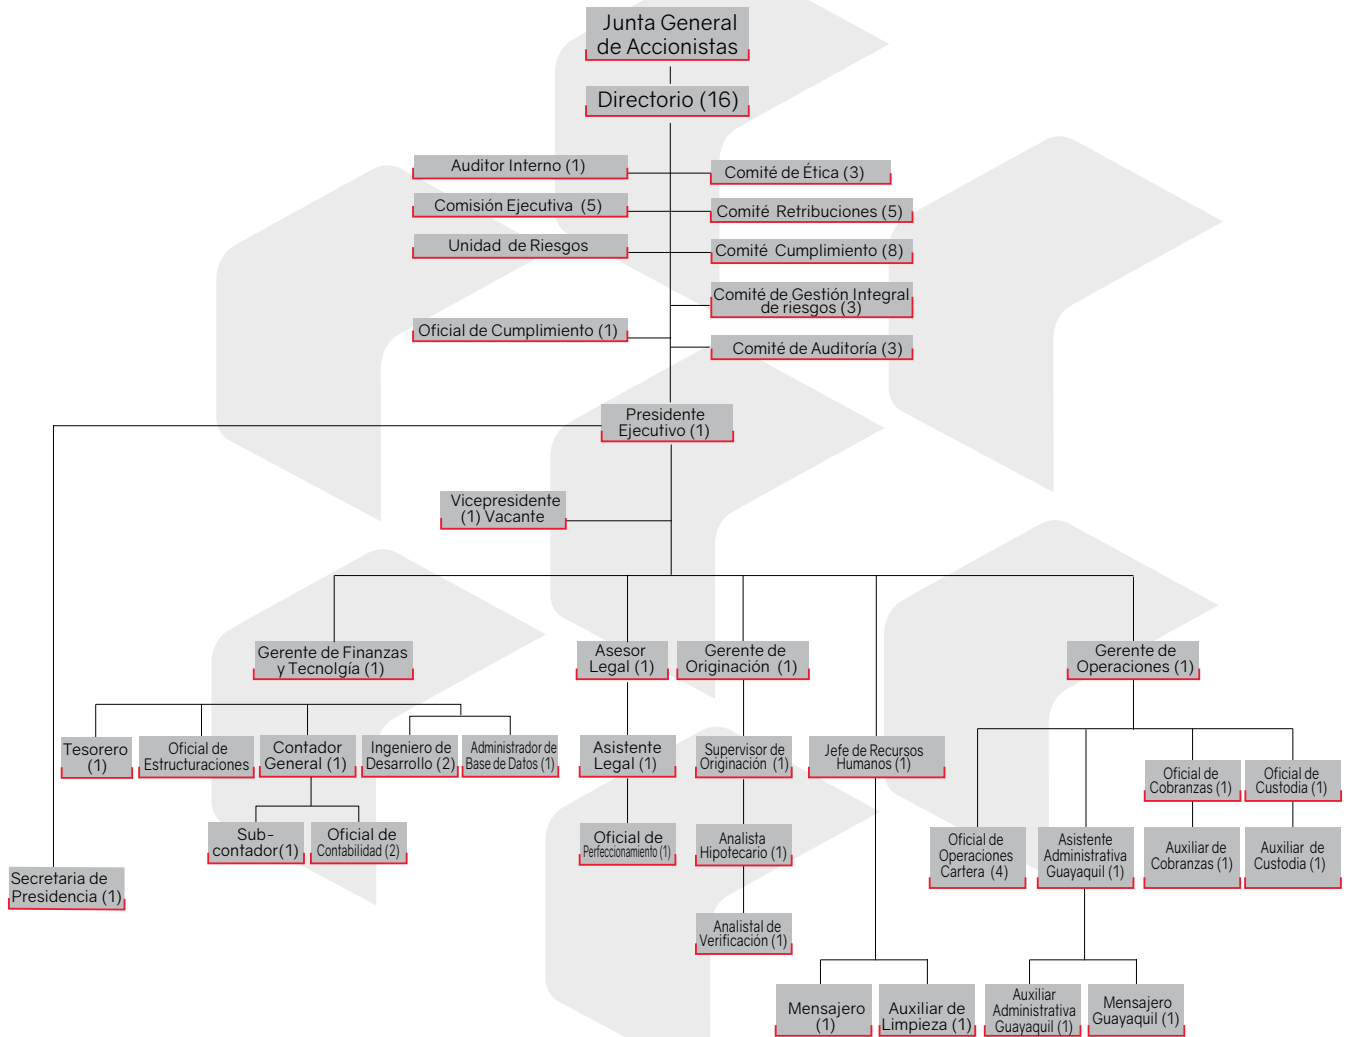 Junta General
de Accionistas
Directorio (16)
Auditor Interno (1)
Comité de Ética (3)
Comisión Ejecutiva (5)
Comité Retribuciones (5)
Unidad de Riesgos
Comité Cumplimiento (8)
Comité de Gestión Integral
de riesgos (3)
Oficial de Cumplimiento (1)
Comité de Auditoría (3)
Presidente
Ejecutivo (1)
Vicepresidente
(1) Vacante
Gerente de Finanzas
y Tecnolgía (1)
Asesor
Legal (1)
Gerente de
Originación (1)
Gerente de
Operaciones (1)
Tesorero
(1)
Oficial de
Estructuraciones
Contador
General (1)
Ingeniero de
Desarrollo (2)
Administrador de
Base de Datos (1)
Asistente
Legal (1)
Supervisor de
Originación (1)
Jefe de Recursos
Humanos (1)
Oficial de
Cobranzas (1)
Oficial de
Custodia (1)
Sub-
contador(1)
Oficial de
Contabilidad (2)
Oficial de
Perfeccionamiento (1)
Analista
Hipotecario (1)
Oficial de
Operaciones
Cartera (4)
Asistente
Administrativa
Guayaquil (1)
Auxiliar de
Cobranzas (1)
Auxiliar de
Custodia (1)
Secretaria de
Presidencia (1)
Analistal de
Verificación (1)
Mensajero
(1)
Auxiliar de
Limpieza (1)
Auxiliar
Administrativa
Guayaquil (1)
Mensajero
Guayaquil (1)